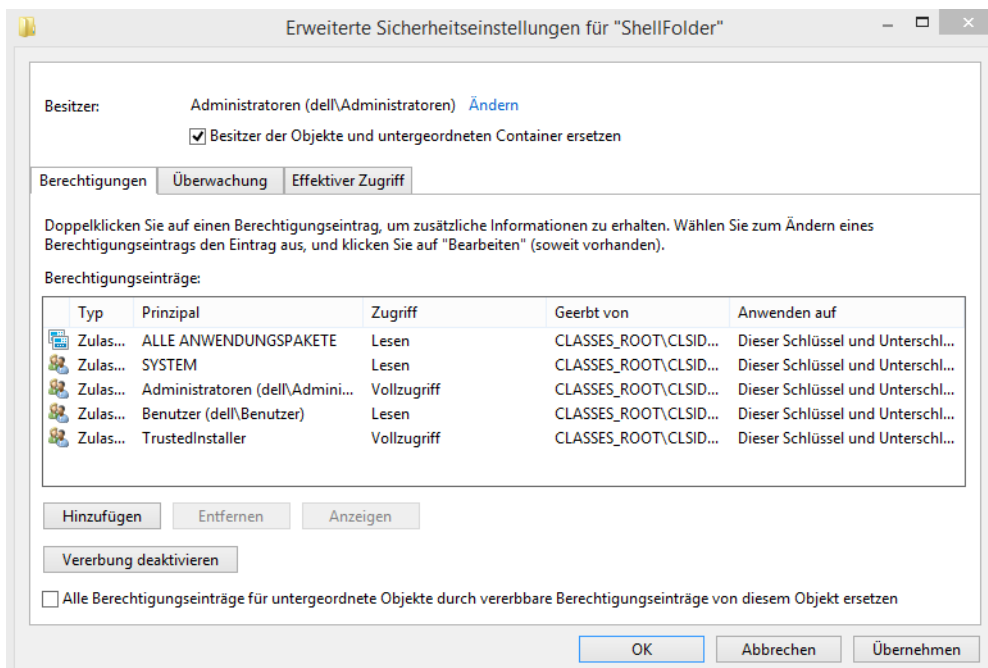 Erweiterte Sicherheitseinstellungen für "ShellFolder"
Besitzer: Administratoren (dell\Administratoren) Ändern
Besitzer der Objekte und untergeordneten Container ersetzen
Berechtigungen Überwachung Effektiver Zugriff
Doppelklicken Sie auf einen Berechtigungseintrag, um zusätzliche Informationen zu erhalten. Wählen Sie zum Ändern eines
Berechtigungseintrags den Eintrag aus, und klicken Sie auf "Bearbeiten" (soweit vorhanden).
Berechtigungseinträge:
Typ Prinzipal Zugriff Geerbt von Anwenden auf
Zulas... ALLE ANWENDUNGSPAKETE Lesen CLASSES_ROOT\CLSID... Dieser Schlüssel und Unterschl...
Zulas... SYSTEM Lesen CLASSES_ROOT\CLSID... Dieser Schlüssel und Unterschl...
Zulas... Administratoren (dell\Admini... Vollzugriff CLASSES_ROOT\CLSID... Dieser Schlüssel und Unterschl...
Zulas... Benutzer (dell\Benutzer) Lesen CLASSES_ROOT\CLSID... Dieser Schlüssel und Unterschl...
Zulas... TrustedInstaller Vollzugriff CLASSES_ROOT\CLSID... Dieser Schlüssel und Unterschl...
Hinzufügen Entfernen Anzeigen
Vererbung deaktivieren
Alle Berechtigungseinträge für untergeordnete Objekte durch vererbbare Berechtigungseinträge von diesem Objekt ersetzen
OK Abbrechen Übernehmen